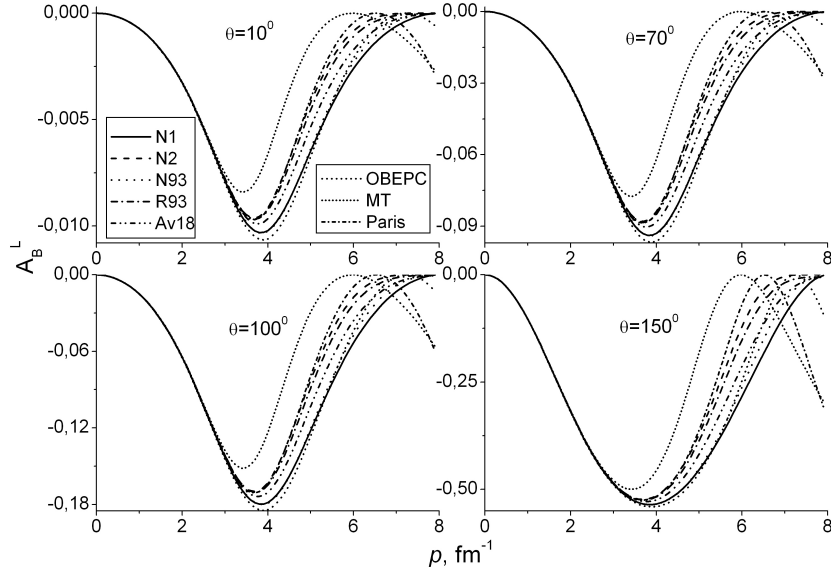 0,000
-0,005
-0,010
θ=10⁰
N1
N2
N93
R93
Av18
OBEPC
MT
Paris
0 2 4 6 8
0,00
-0,03
-0,06
-0,09
θ=70⁰
0 2 4 6 8
A_B^L
0,00
-0,06
-0,12
-0,18
θ=100⁰
0 2 4 6 8
0,00
-0,25
-0,50
θ=150⁰
0 2 4 6 8
p, fm⁻¹